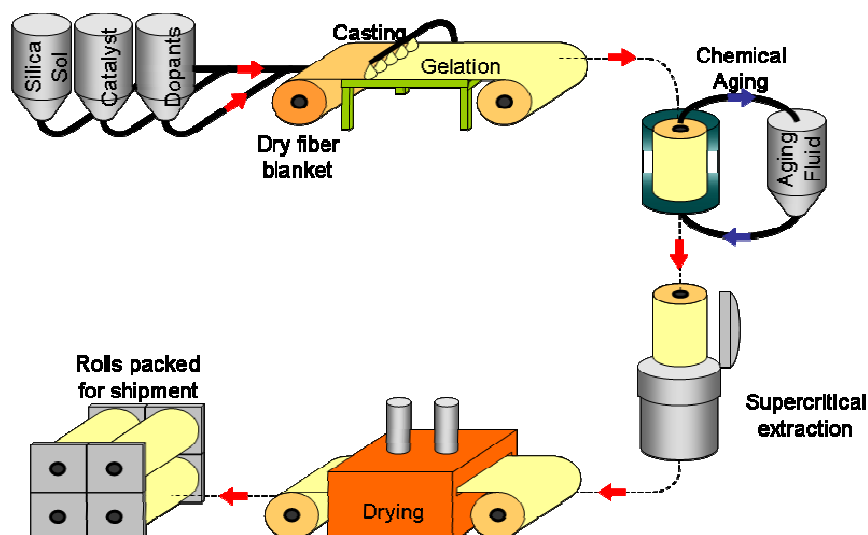 Silica
Sol
Catalyst
Dopants
Casting
Gelation
Dry fiber
blanket
Chemical
Aging
Aging
Fluid
Supercritical
extraction
Drying
Rolls packed
for shipment